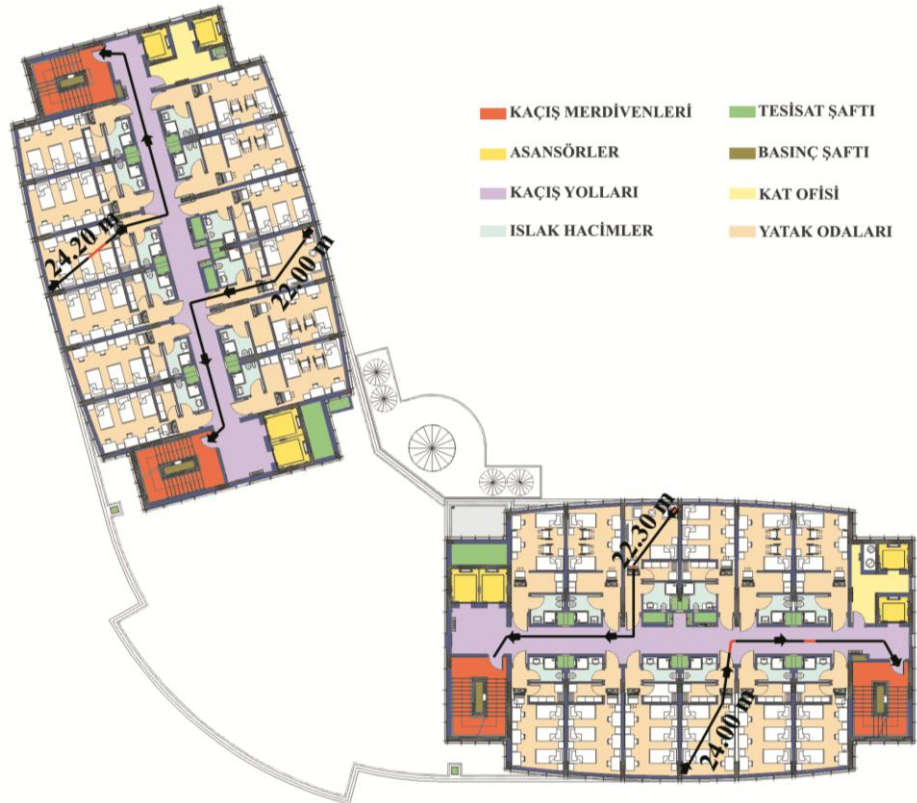 KAÇIŞ MERDİVENLERİ
ASANSÖRLER
KAÇIŞ YOLLARI
ISLAK HACİMLER
TESİSAT ŞAFTI
BASINÇ ŞAFTI
KAT OFİSİ
YATAK ODALARI
24.20 m
22.00 m
22.30 m
24.00 m